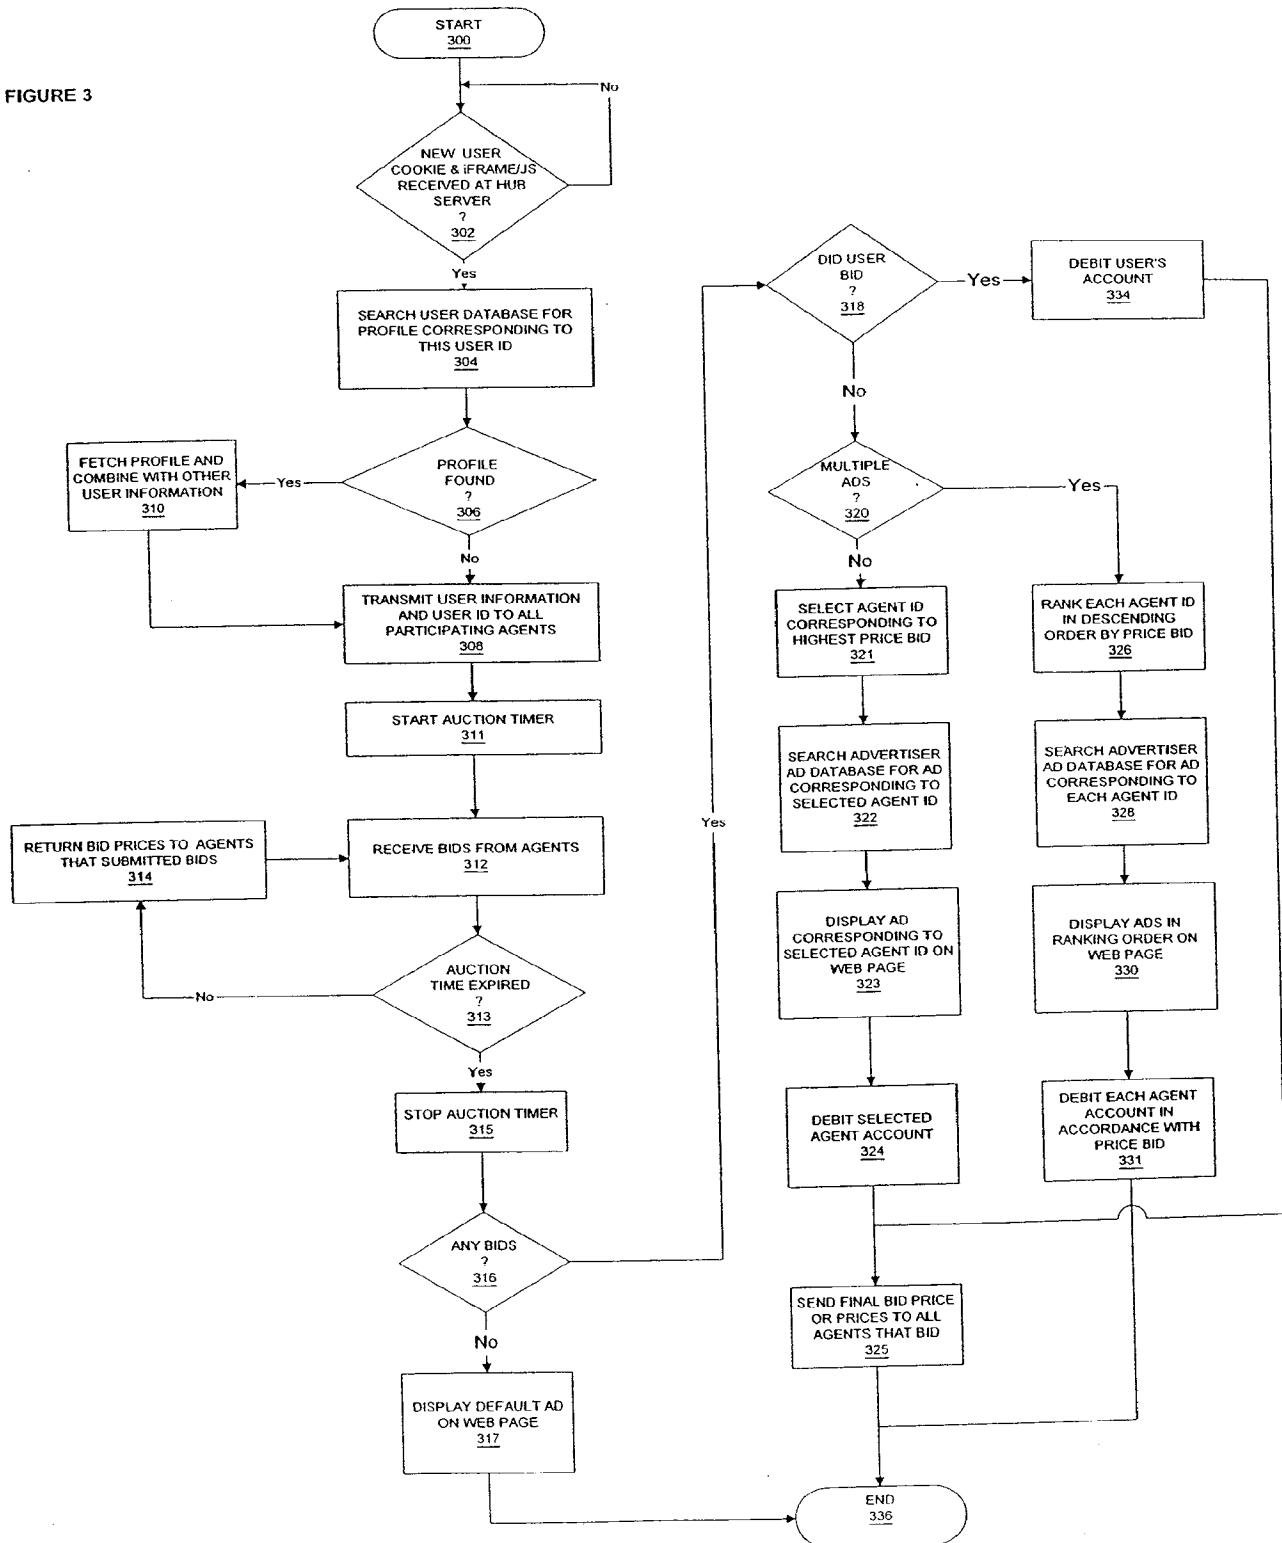 FIGURE 3
START
300
No
NEW USER
COOKIE & iFRAME/JS
RECEIVED AT HUB
SERVER
?
302
Yes
SEARCH USER DATABASE FOR
PROFILE CORRESPONDING TO
THIS USER ID
304
PROFILE
FOUND
?
306
Yes
FETCH PROFILE AND
COMBINE WITH OTHER
USER INFORMATION
310
No
TRANSMIT USER INFORMATION
AND USER ID TO ALL
PARTICIPATING AGENTS
308
START AUCTION TIMER
311
RETURN BID PRICES TO AGENTS
THAT SUBMITTED BIDS
314
RECEIVE BIDS FROM AGENTS
312
AUCTION
TIME EXPIRED
?
313
No
Yes
STOP AUCTION TIMER
315
ANY BIDS
?
316
Yes
No
DISPLAY DEFAULT AD
ON WEB PAGE
317
DID USER
BID
?
318
Yes
DEBIT USER'S
ACCOUNT
334
No
MULTIPLE
ADS
?
320
Yes
No
SELECT AGENT ID
CORRESPONDING TO
HIGHEST PRICE BID
321
SEARCH ADVERTISER
AD DATABASE FOR AD
CORRESPONDING TO
SELECTED AGENT ID
322
DISPLAY AD
CORRESPONDING TO
SELECTED AGENT ID ON
WEB PAGE
323
DEBIT SELECTED
AGENT ACCOUNT
324
RANK EACH AGENT ID
IN DESCENDING
ORDER BY PRICE BID
326
SEARCH ADVERTISER
AD DATABASE FOR AD
CORRESPONDING TO
EACH AGENT ID
328
DISPLAY ADS IN
RANKING ORDER ON
WEB PAGE
330
DEBIT EACH AGENT
ACCOUNT IN
ACCORDANCE WITH
PRICE BID
331
SEND FINAL BID PRICE
OR PRICES TO ALL
AGENTS THAT BID
325
END
336